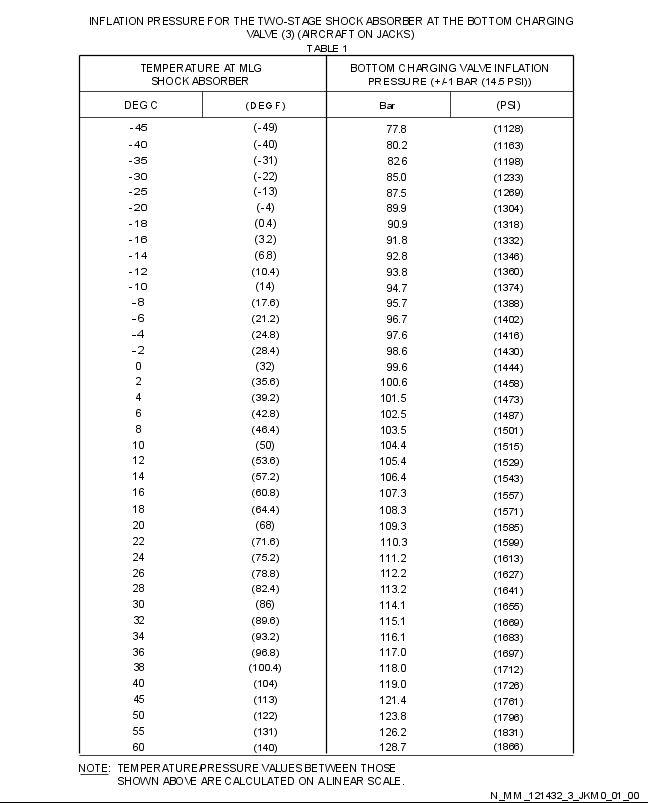 INFLATION PRESSURE FOR THE TWO-STAGE SHOCK ABSORBER AT THE BOTTOM CHARGING
VALVE (3) (AIRCRAFT ON JACKS)
TABLE 1
TEMPERATURE AT MLG BOTTOM CHARGING VALVE INFLATION
SHOCK ABSORBER PRESSURE (+/-1 BAR (14.5 PSI))
DEG C (DEG F) Bar (PSI)
-45 (-49) 77.8 (1128)
-40 (-40) 80.2 (1163)
-35 (-31) 82.6 (1198)
-30 (-22) 85.0 (1233)
-25 (-13) 87.5 (1269)
-20 (-4) 89.9 (1304)
-18 (0.4) 90.9 (1318)
-16 (3.2) 91.8 (1332)
-14 (6.8) 92.8 (1346)
-12 (10.4) 93.8 (1360)
-10 (14) 94.7 (1374)
-8 (17.6) 95.7 (1388)
-6 (21.2) 96.7 (1402)
-4 (24.8) 97.6 (1416)
-2 (28.4) 98.6 (1430)
0 (32) 99.6 (1444)
2 (35.6) 100.6 (1458)
4 (39.2) 101.5 (1473)
6 (42.8) 102.5 (1487)
8 (46.4) 103.5 (1501)
10 (50) 104.4 (1515)
12 (53.6) 105.4 (1529)
14 (57.2) 106.4 (1543)
16 (60.8) 107.3 (1557)
18 (64.4) 108.3 (1571)
20 (68) 109.3 (1585)
22 (71.6) 110.3 (1599)
24 (75.2) 111.2 (1613)
26 (78.8) 112.2 (1627)
28 (82.4) 113.2 (1641)
30 (86) 114.1 (1655)
32 (89.6) 115.1 (1669)
34 (93.2) 116.1 (1683)
36 (96.8) 117.0 (1697)
38 (100.4) 118.0 (1712)
40 (104) 119.0 (1726)
45 (113) 121.4 (1761)
50 (122) 123.8 (1796)
55 (131) 126.2 (1831)
60 (140) 128.7 (1866)
NOTE: TEMPERATURE/PRESSURE VALUES BETWEEN THOSE
SHOWN ABOVE ARE CALCULATED ON A LINEAR SCALE.
N_MM_121432_3_JKM0_01_00